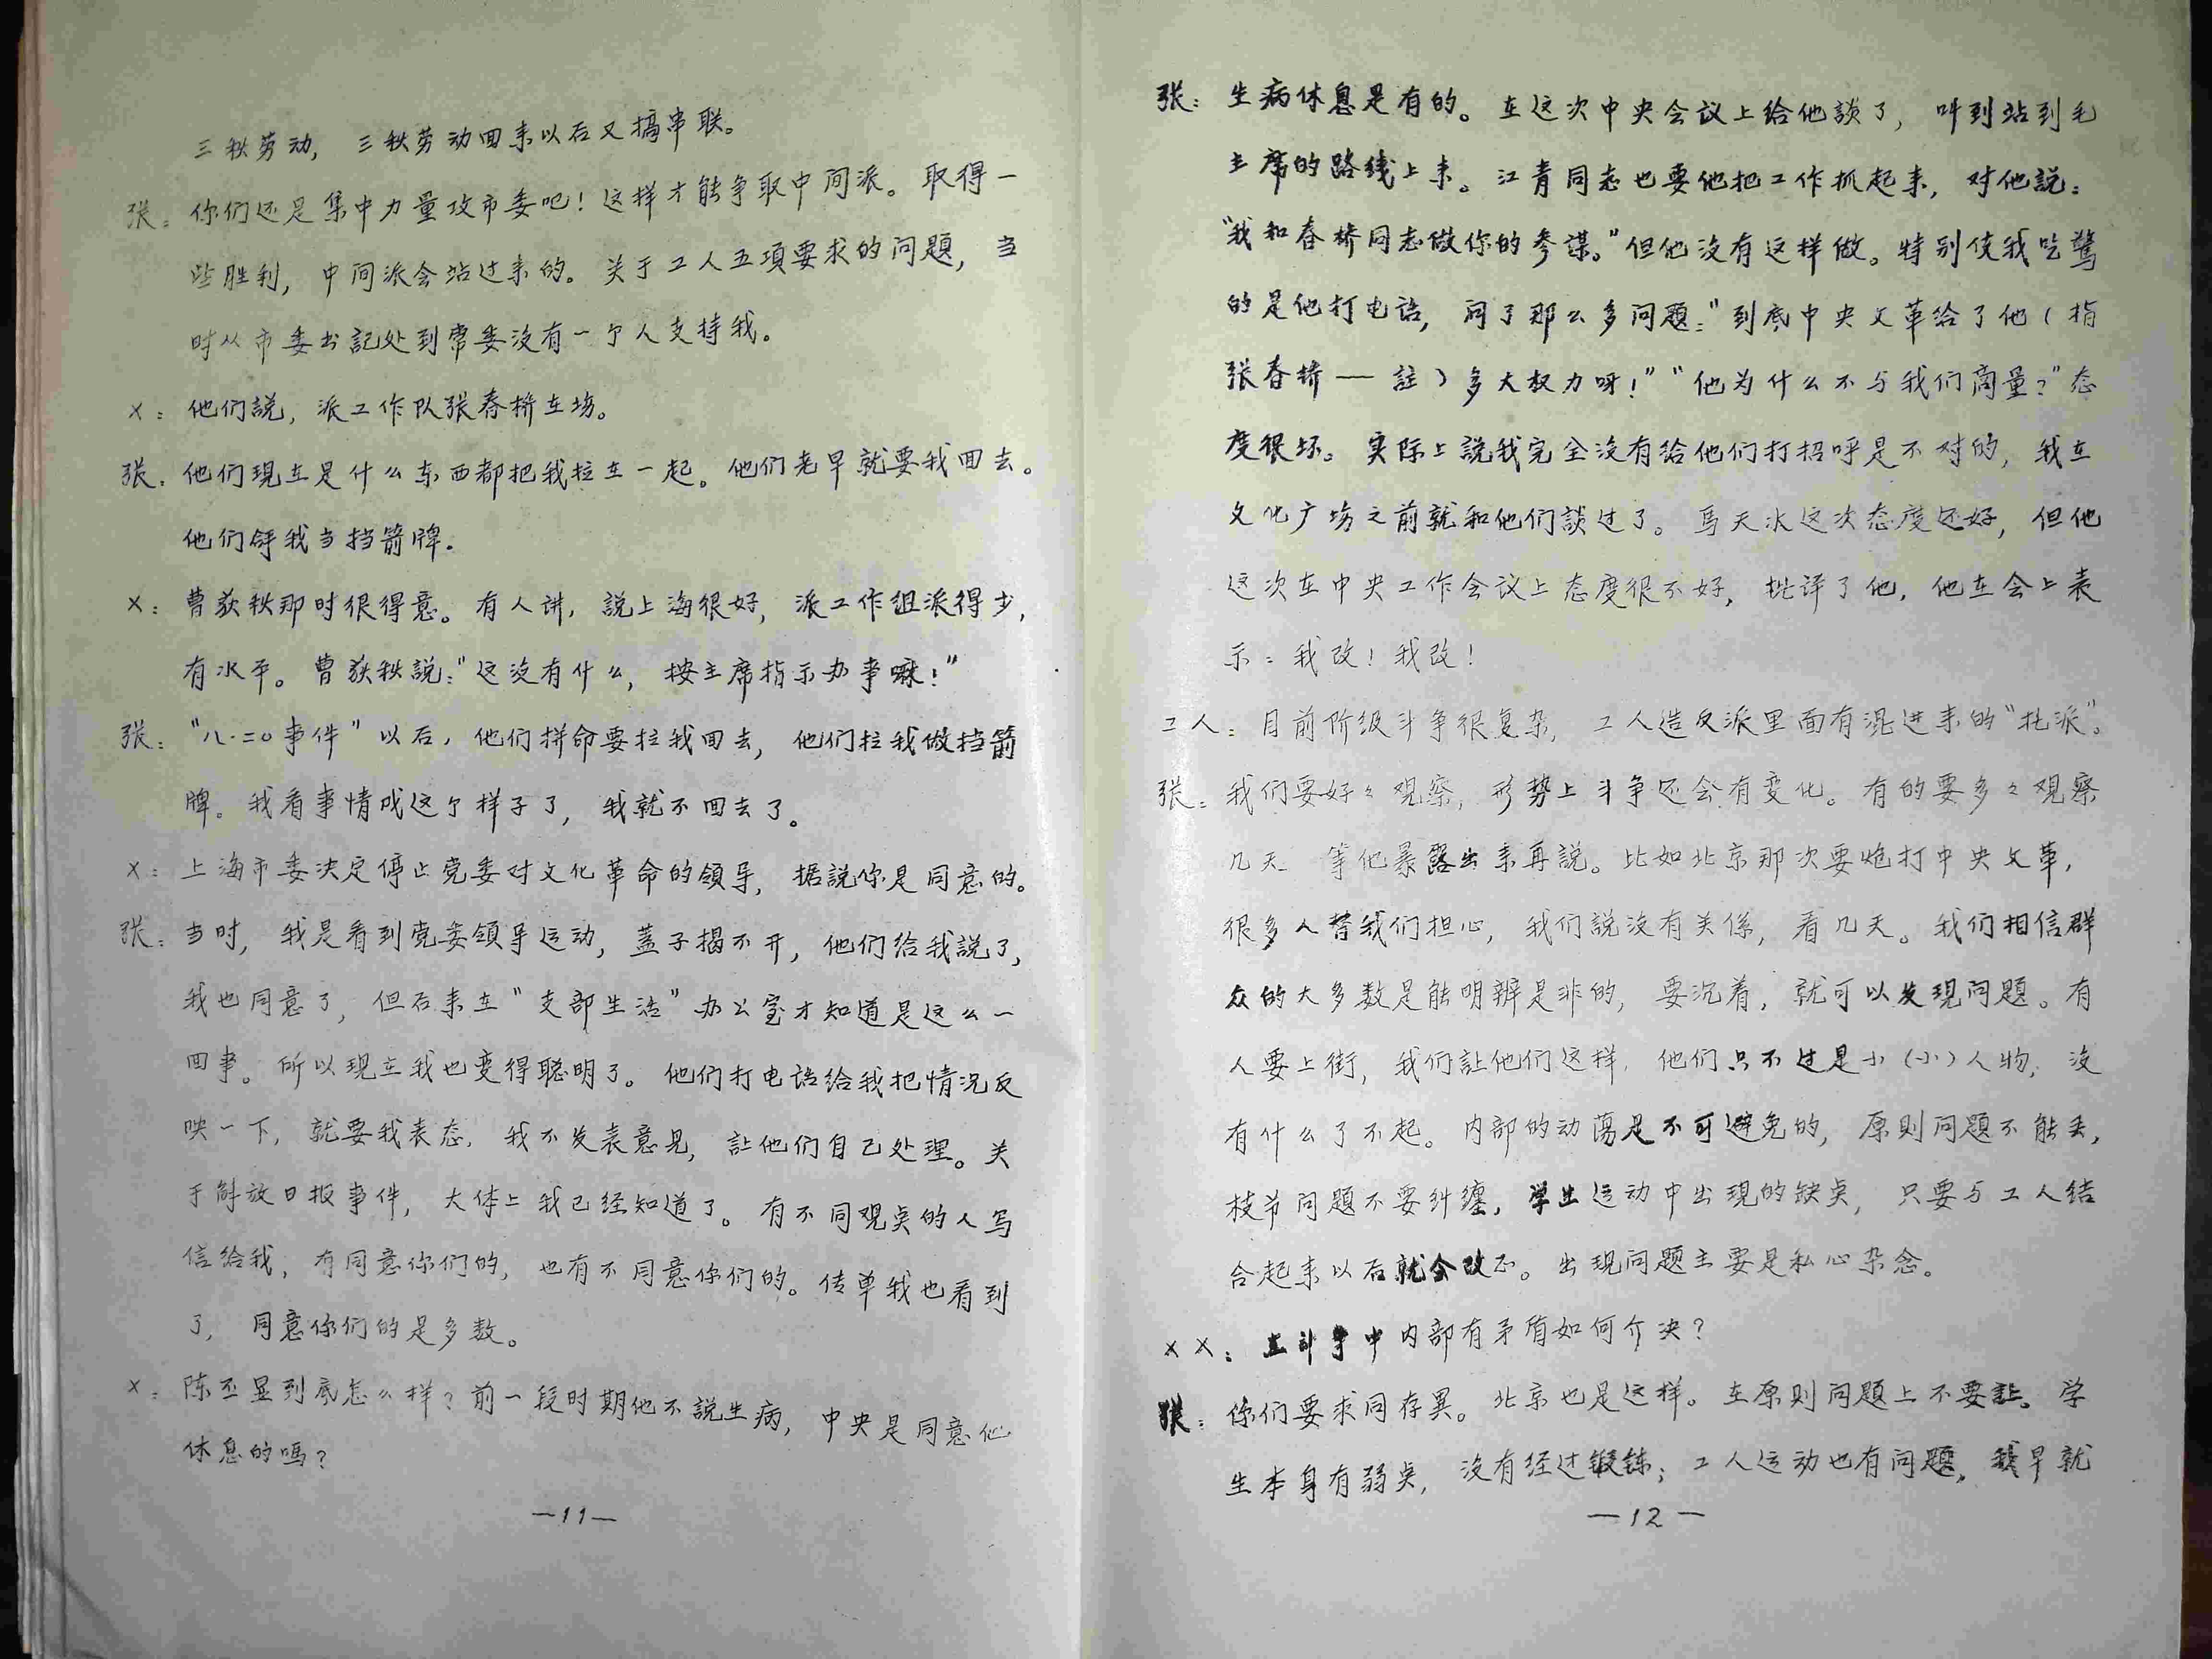 三秋劳动，三秋劳动回来以后又搞串联。
张：你们还是集中力量攻市委吧！这样才能争取中间派。取得一
些胜利，中间派会站过来的。关于工人五項要求的问題，当
时从市委书記处到常委没有一个人支持我。
×：他们説，派工作队张春桥在场。
张：他们現在是什么东西都把我拉在一起。他们老早就要我回去。
他们拜我当挡箭牌。
×：曹荻秋那时很得意。有人讲，説上海很好，派工作组派得少，
有水平。曹荻秋説："这没有什么，按主席指示办事嘛！"
张："八·二〇事件"以后，他们拼命要拉我回去，他们拉我做挡箭
牌。我看事情成这个样子了，我就不回去了。
×：上海市委决定停止党委对文化革命的領导，据説你是同意的。
张：当时，我是看到党委領导运动，蓋子揭不开，他们给我説了，
我也同意了，但后来在"支部生活"办公室才知道是这么一
回事。所以現在我也变得聪明了。他们打电话给我把情况反
映一下，就要我表态，我不发表意見，讓他们自己处理。关
于解放日报事件，大体上我已经知道了。有不同观点的人写
信给我，有同意你们的，也有不同意你们的。传单我也看到
了，同意你们的是多数。
×：陈丕显到底怎么样？前一段时期他不説生病，中央是同意他
休息的嗎？
—11—
张：生病休息是有的。在这次中央会议上给他談了，叫到站到毛
主席的路线上来。江青同志也要他把工作抓起来，对他説：
"我和春桥同志做你的参謀。"但他没有这样做。特别使我吃驚
的是他打电话，问了那么多问題："到底中央文革给了他（指
张春桥—註）多大权力呀！""他为什么不与我们商量？"态
度很坏。实际上説我完全没有给他们打招呼是不对的，我在
文化广场之前就和他们談过了。馬天水这次态度还好，但他
这次在中央工作会议上态度很不好，批评了他，他在会上表
示：我改！我改！
工人：目前阶级斗争很复杂，工人造反派里面有混进来的"托派"。
张：我们要好々观察，形势上斗争还会有变化。有的要多々观察
几天 等他暴露出来再説。比如北京那次要炮打中央文革，
很多人替我们担心，我们説没有关係，看几天。我们相信群
众的大多数是能明辨是非的，要沉着，就可以发現问題。有
人要上街，我们讓他们这样，他们只不过是小（小）人物，没
有什么了不起。内部的动荡是不可避免的，原则问題不能丢，
枝节问題不要纠缠，学生运动中出現的缺点，只要与工人结
合起来以后就会改正。出現问题主要是私心杂念。
××：在斗争中内部有矛盾如何介决？
张：你们要求同存異。北京也是这样。在原则问題上不要讓。学
生本身有弱点，没有经过锻鍊；工人运动也有问題，我早就
—12—